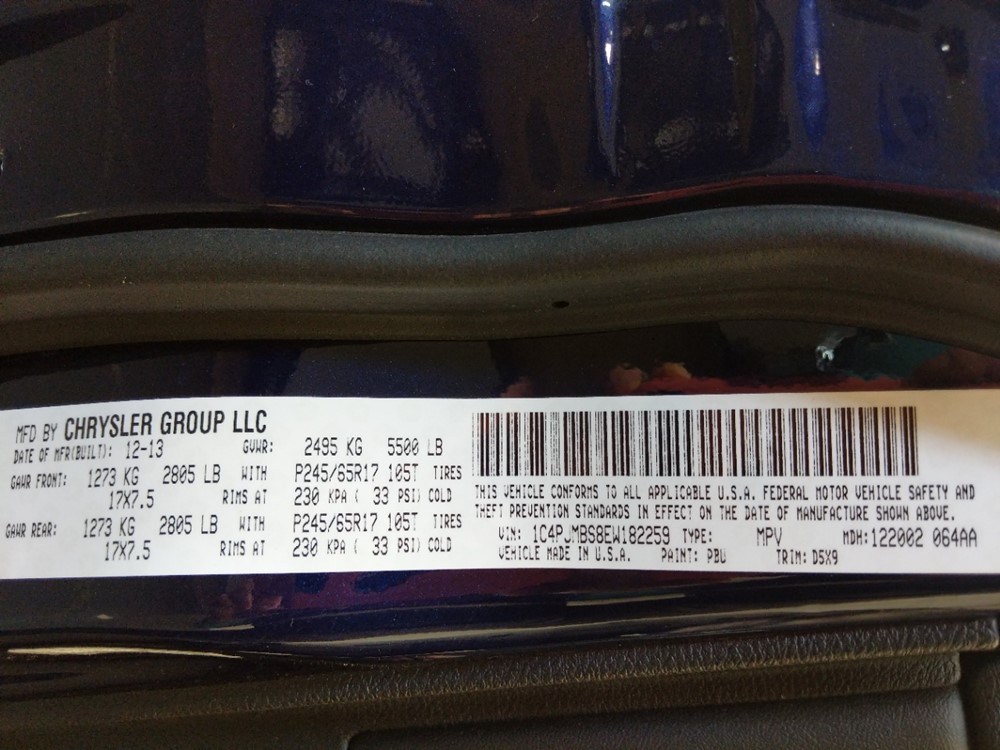 MFD BY CHRYSLER GROUP LLC
DATE OF MFR(BUILT): 12-13 GVWR: 2495 KG 5500 LB
GAWR FRONT: 1273 KG 2805 LB WITH P245/65R17 105T TIRES
17X7.5 RIMS AT 230 KPA ( 33 PSI) COLD
GAWR REAR: 1273 KG 2805 LB WITH P245/65R17 105T TIRES
17X7.5 RIMS AT 230 KPA ( 33 PSI) COLD
THIS VEHICLE CONFORMS TO ALL APPLICABLE U.S.A. FEDERAL MOTOR VEHICLE SAFETY AND
THEFT PREVENTION STANDARDS IN EFFECT ON THE DATE OF MANUFACTURE SHOWN ABOVE.
VIN: 1C4PJMBS8EW182259 TYPE: MPV MDH: 122002 064AA
VEHICLE MADE IN U.S.A. PAINT: PBU TRIM: D5X9